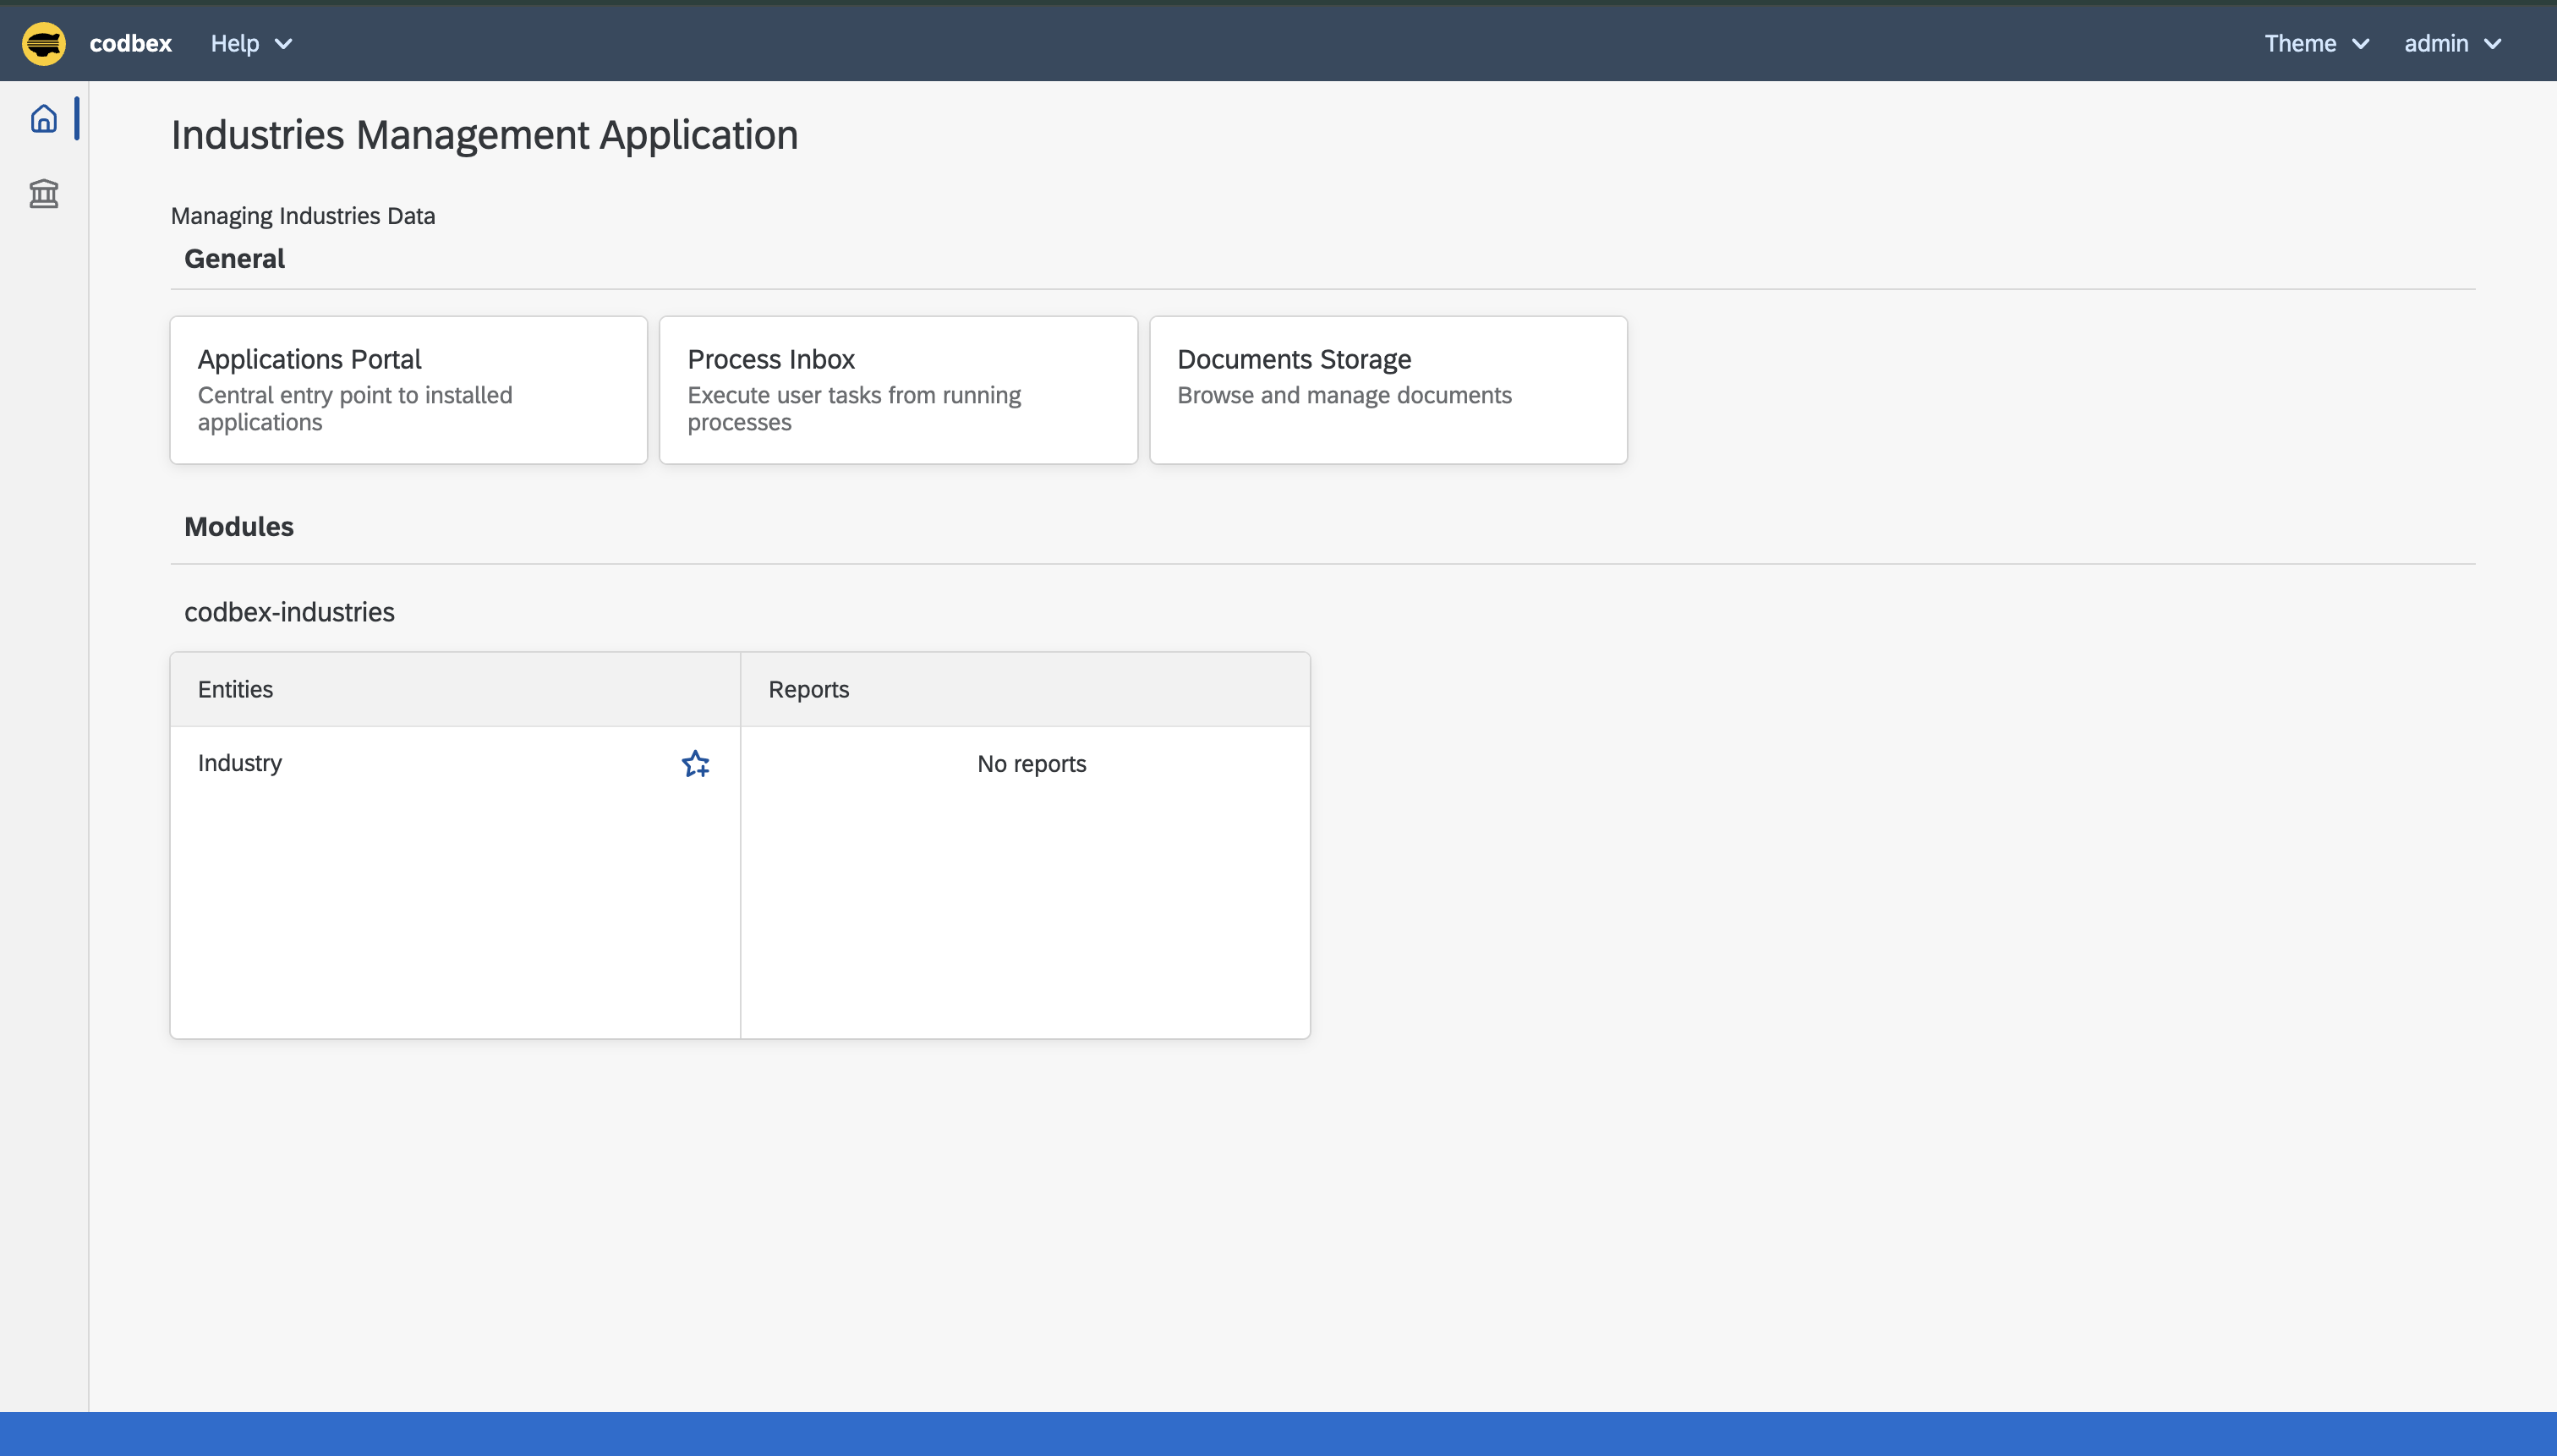 codbex Help Theme admin
Industries Management Application
Managing Industries Data
General
Applications Portal
Central entry point to installed
applications
Process Inbox
Execute user tasks from running
processes
Documents Storage
Browse and manage documents
Modules
codbex-industries
Entities Reports
Industry No reports